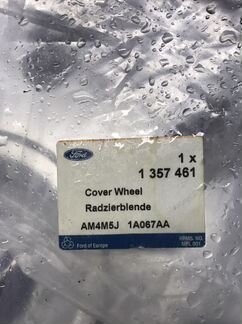 Ford
1 x
1 357 461
Cover Wheel
Radzierblende
AM4M5J 1A067AA
Ford of Europe